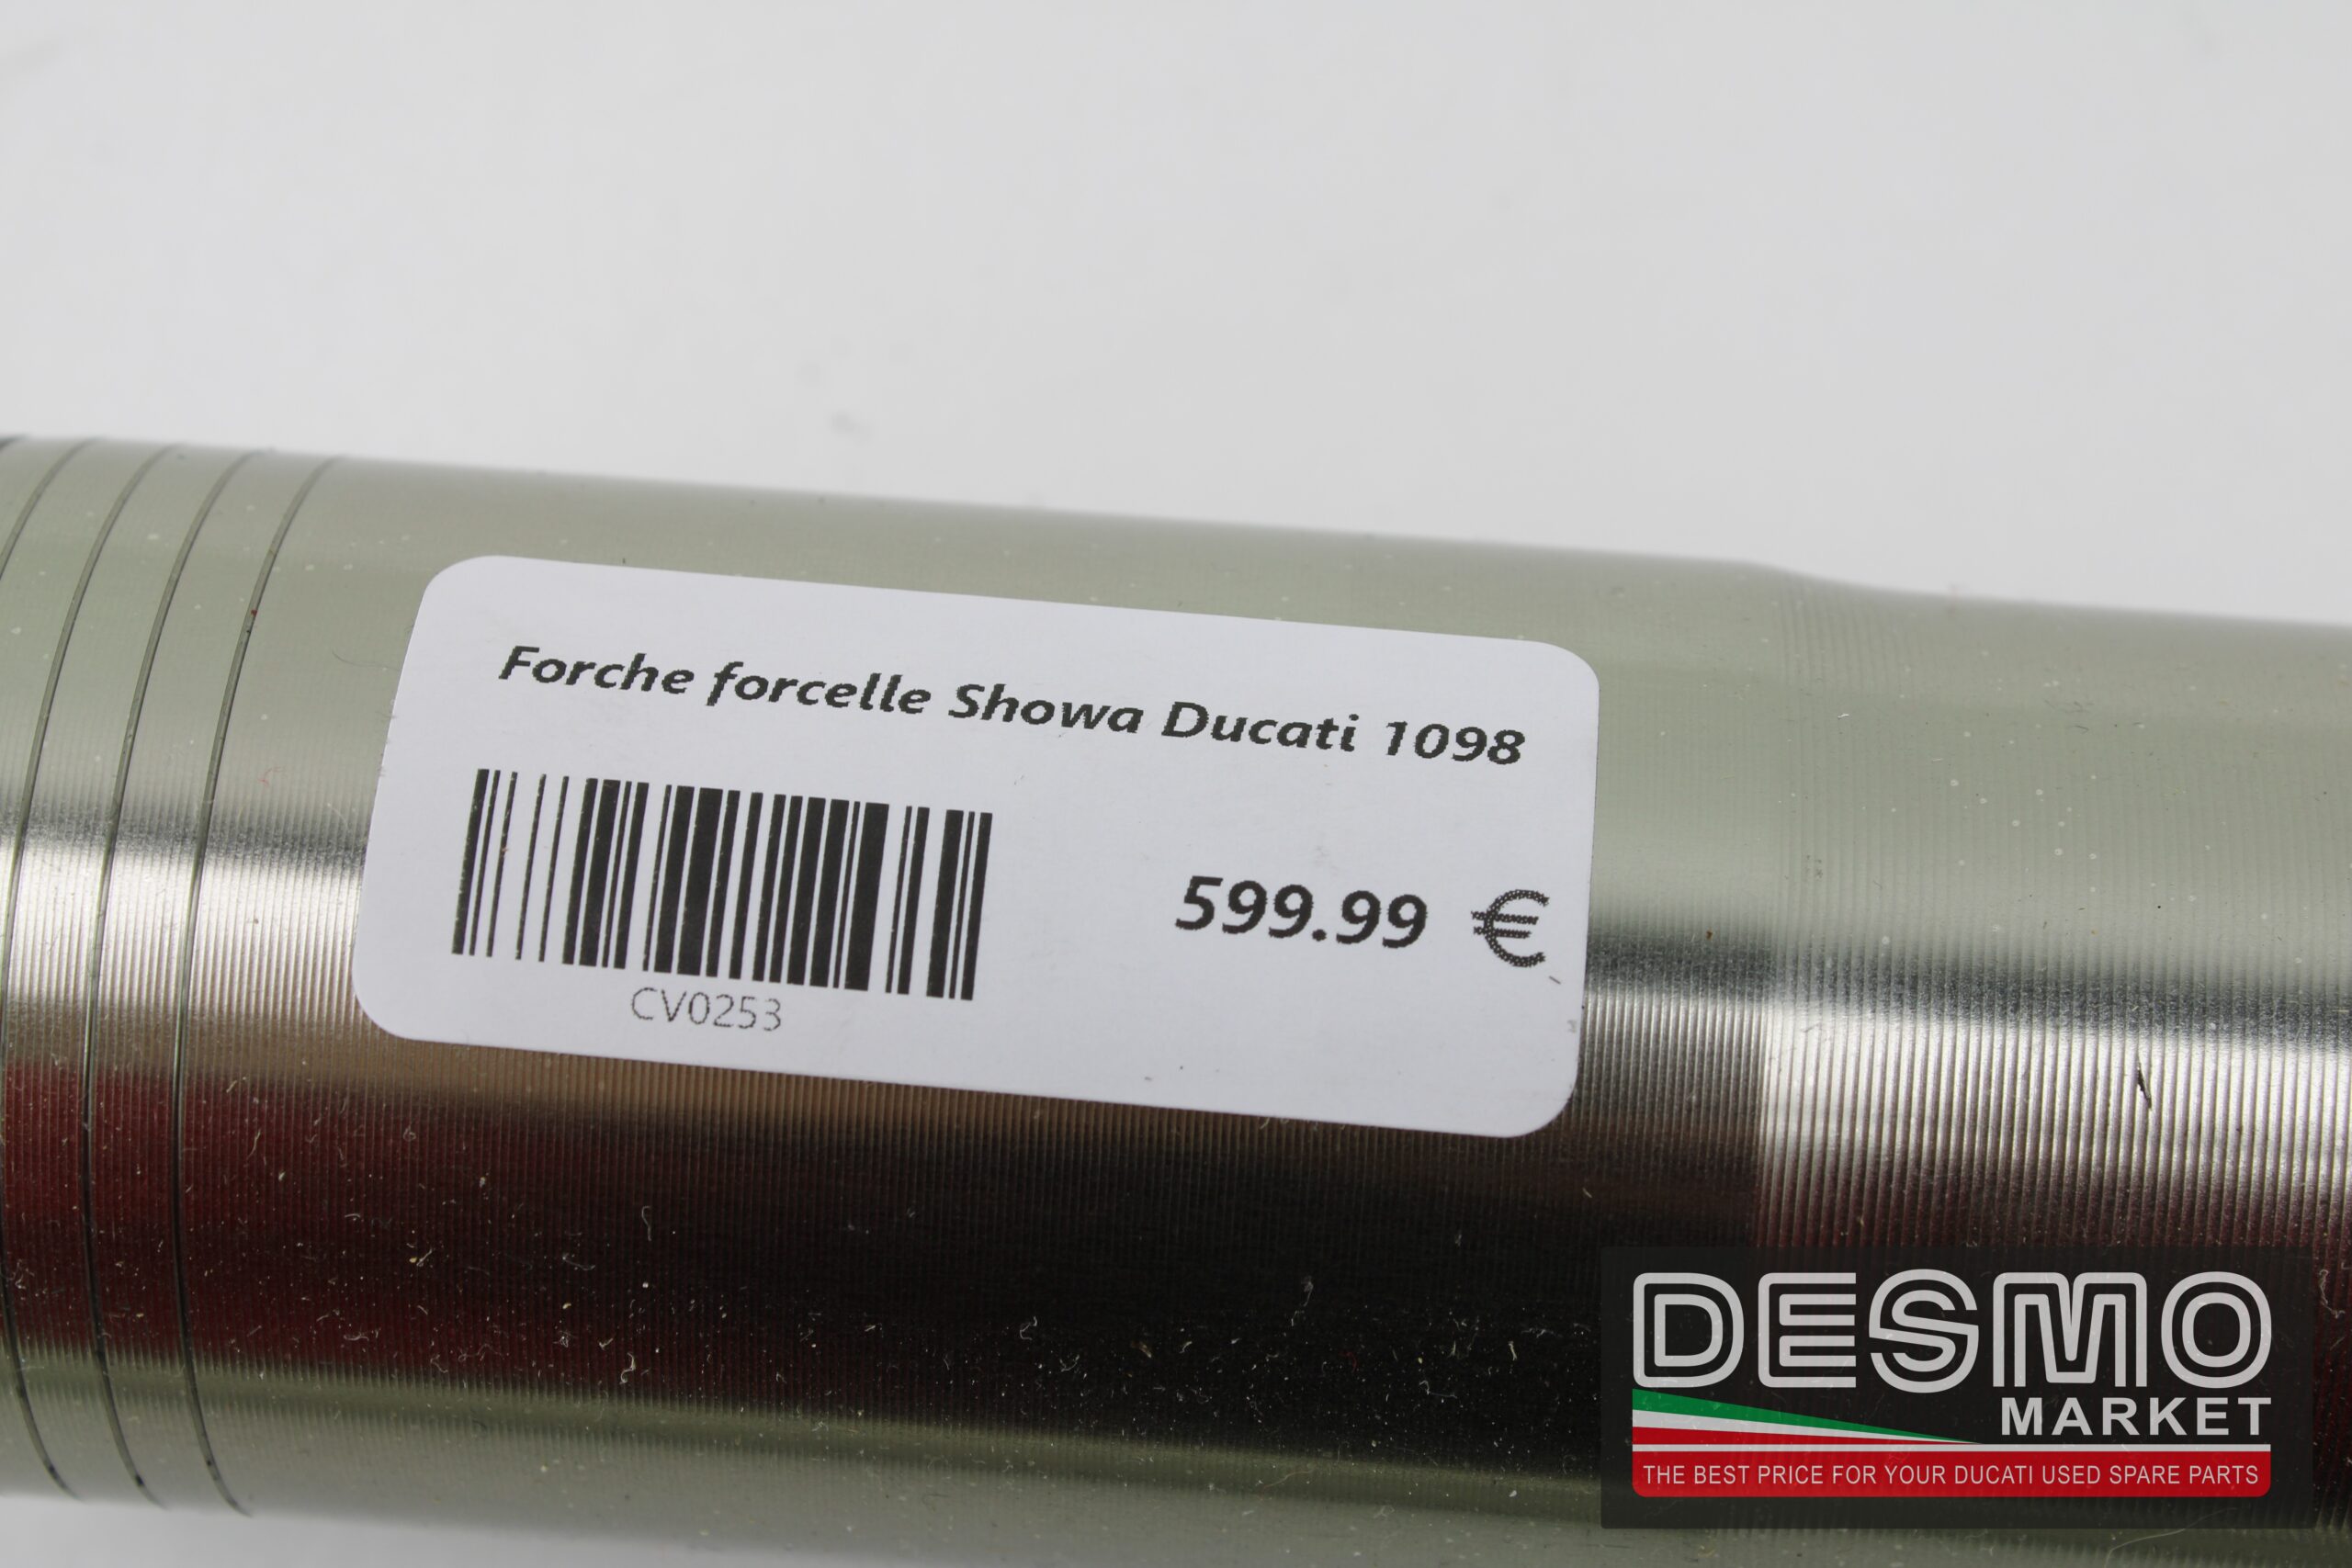 Forche forcelle Showa Ducati 1098
599.99 €
CV0253
DESMO
MARKET
THE BEST PRICE FOR YOUR DUCATI USED SPARE PARTS